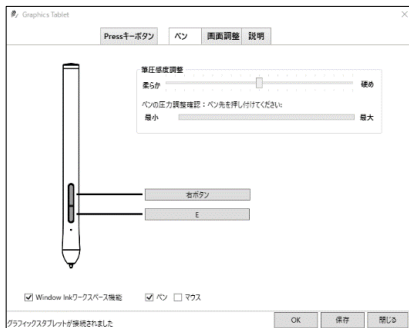 Graphics Tablet
Pressキーボタン ペン 画面調整 説明
筆圧感度調整
柔らか 硬め
ペンの圧力調整確認：ペン先を押し付けてください:
最小 最大
右ボタン
E
Window Inkワークスペース機能 ペン マウス
グラフィックスタブレットが接続されました
OK 保存 閉じる